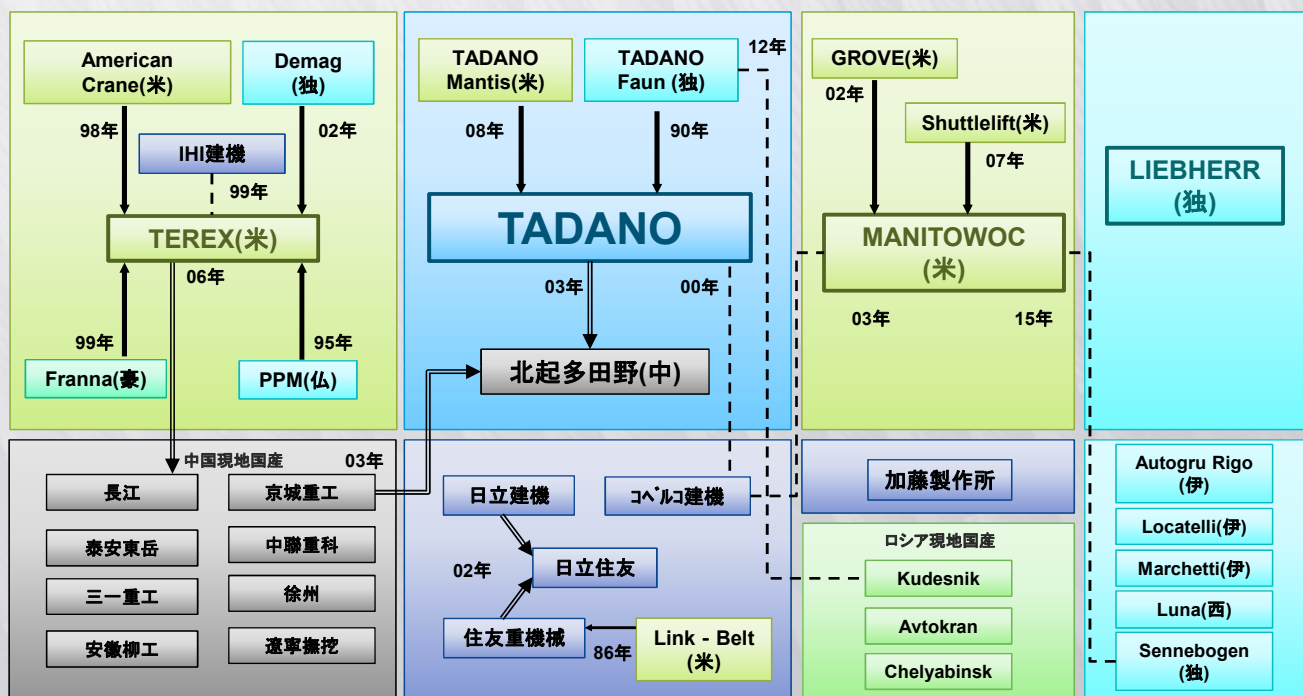 American
Crane(米)
Demag
(独)
98年
02年
IHI建機
99年
TEREX(米)
06年
99年
95年
Franna(豪)
PPM(仏)
TADANO
Mantis(米)
TADANO
Faun (独)
12年
08年
90年
TADANO
03年
00年
北起多田野(中)
GROVE(米)
02年
Shuttlelift(米)
07年
MANITOWOC
(米)
03年
15年
LIEBHERR
(独)
中国現地国産
03年
長江
京城重工
泰安東岳
中聯重科
三一重工
徐州
安徽柳工
遼寧撫挖
日立建機
コベルコ建機
02年
日立住友
住友重機械
86年
Link - Belt
(米)
加藤製作所
ロシア現地国産
Kudesnik
Avtokran
Chelyabinsk
Autogru Rigo
(伊)
Locatelli(伊)
Marchetti(伊)
Luna(西)
Sennebogen
(独)